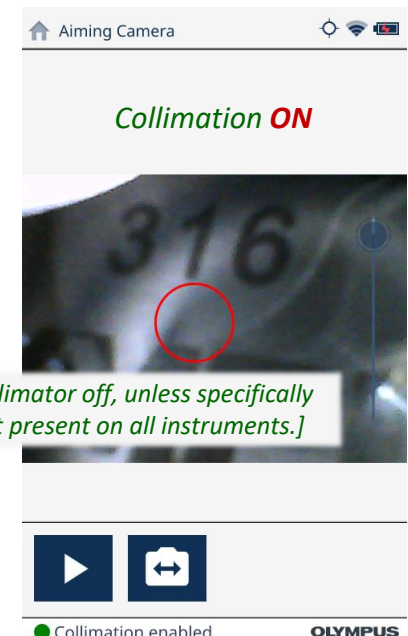 Aiming Camera
Collimation ON
316
limator off, unless specifically
t present on all instruments.]
Collimation enabled
OLYMPUS